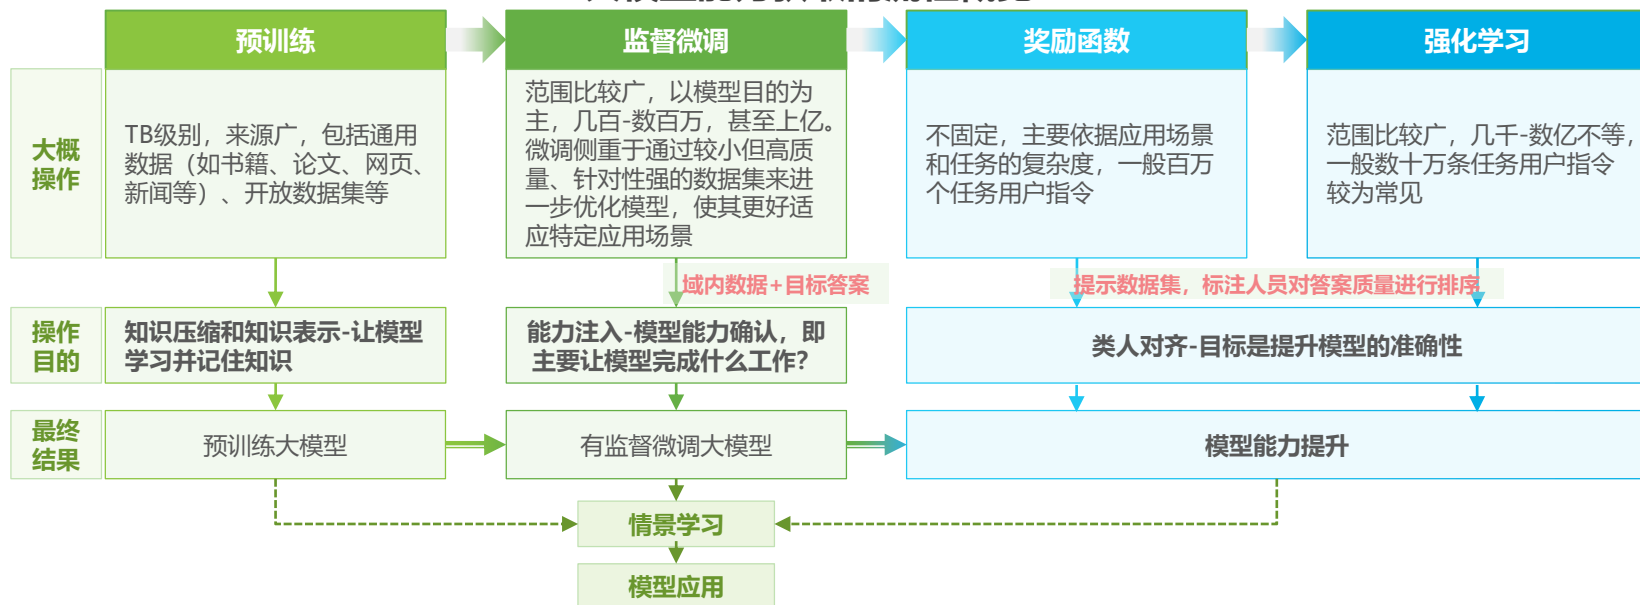 预训练
监督微调
奖励函数
强化学习
大概
操作
TB级别，来源广，包括通用
数据（如书籍、论文、网页、
新闻等）、开放数据集等
范围比较广，以模型目的为
主，几百-数百万，甚至上亿。
微调侧重于通过较小但高质
量、针对性强的数据集来进
一步优化模型，使其更好适
应特定应用场景
不固定，主要依据应用场景
和任务的复杂度，一般百万
个任务用户指令
范围比较广，几千-数亿不等，
一般数十万条任务用户指令
较为常见
域内数据+目标答案
提示数据集，标注人员对答案质量进行排序
操作
目的
知识压缩和知识表示-让模型
学习并记住知识
能力注入-模型能力确认，即
主要让模型完成什么工作？
类人对齐-目标是提升模型的准确性
最终
结果
预训练大模型
有监督微调大模型
模型能力提升
情景学习
模型应用